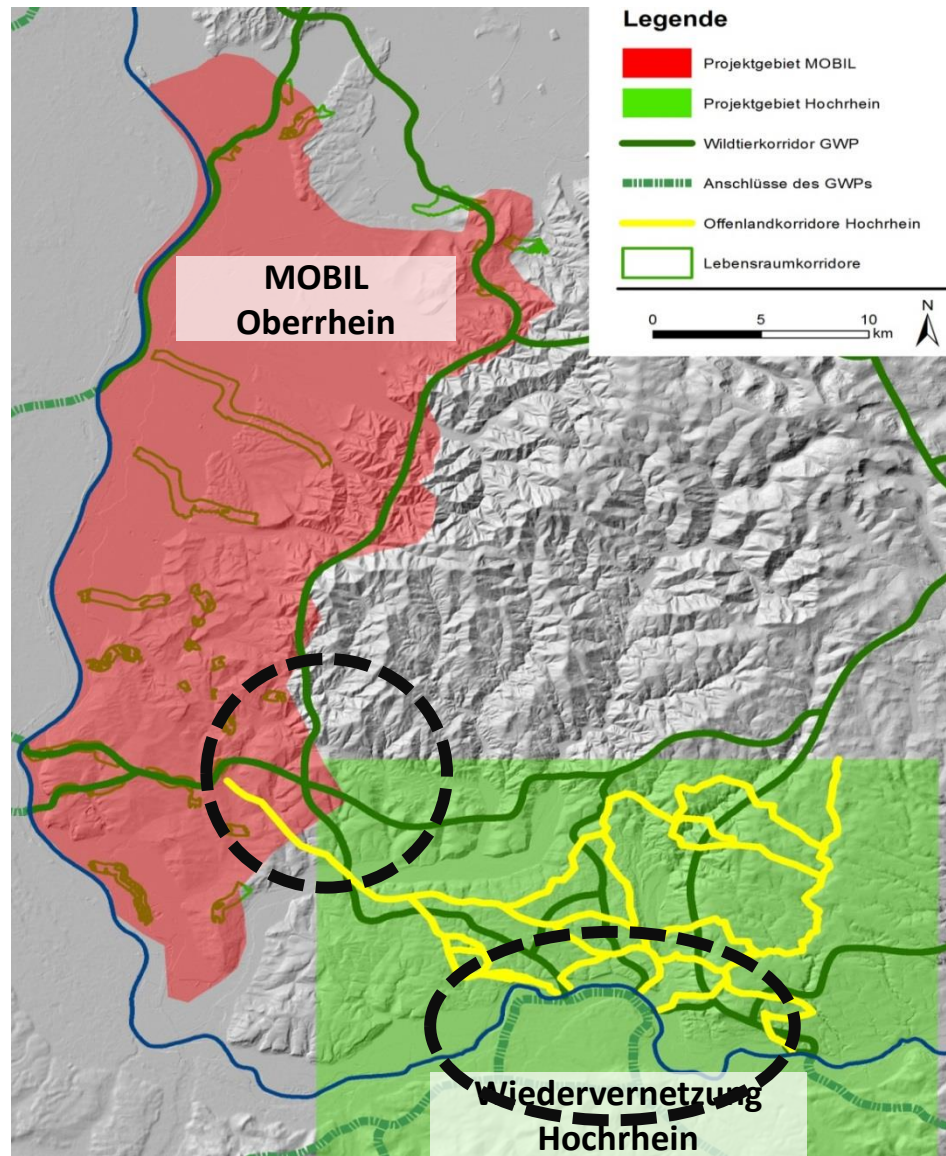 Legende
Projektgebiet MOBIL
Projektgebiet Hochrhein
Wildtierkorridor GWP
Anschlüsse des GWPs
Offenlandkorridore Hochrhein
Lebensraumkorridore
0 5 10
km
N
MOBIL
Oberrhein
Wiedervernetzung
Hochrhein